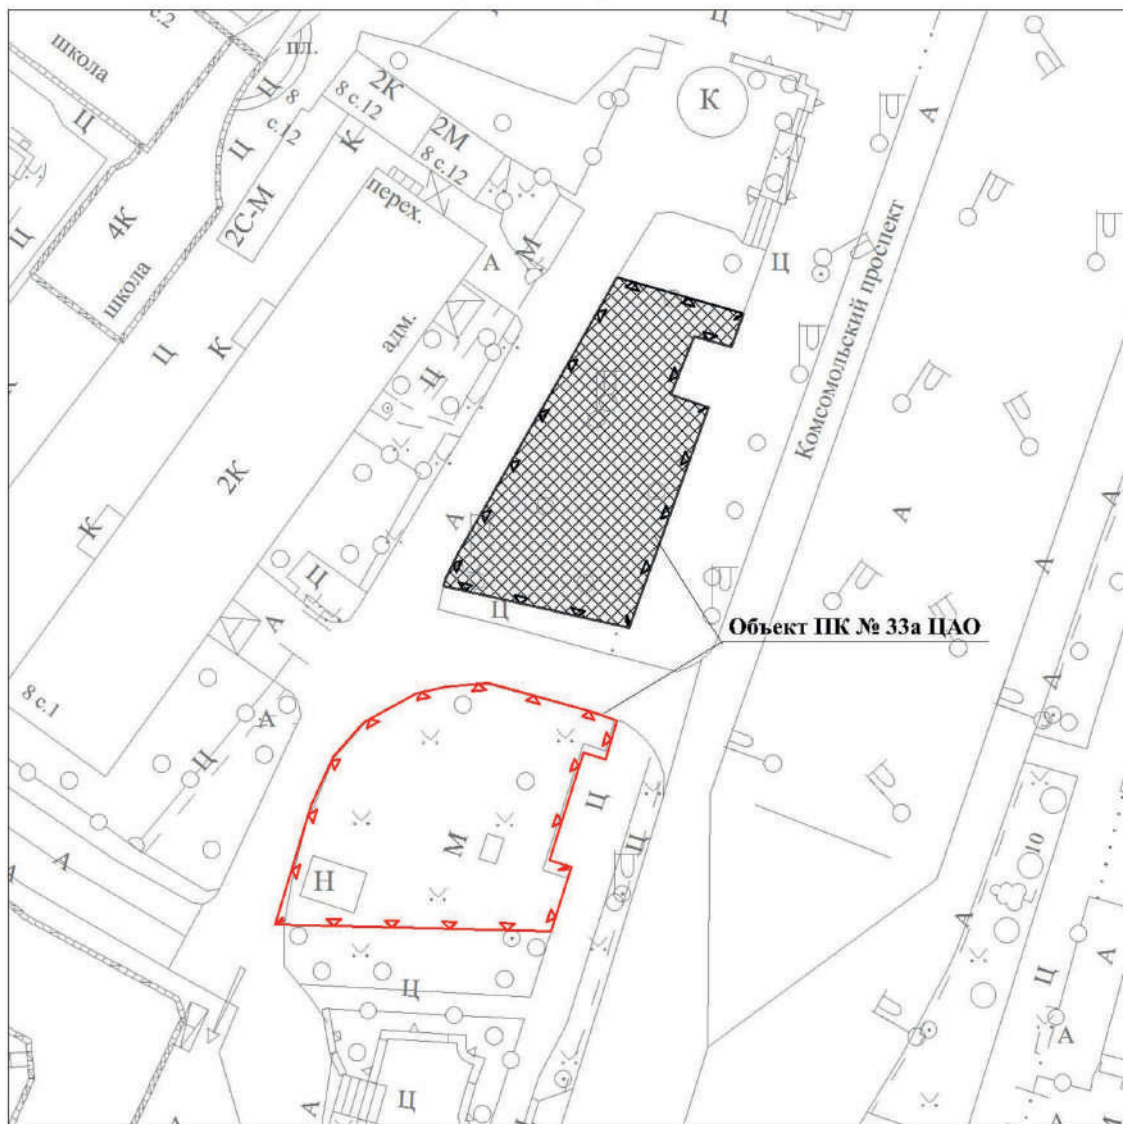 с.2
Ц
школа
пл.
2К
8 с.12
Ц
8
с.12
К
А
Ц
2М
8 с.12
К
Ц
4К
перех.
2С-М
Ц
школа
М
А
Ц
Комсомольский проспект
адм.
К
Ц
Ц
2К
К
А
А
А
Ц
Ц
А
А
Объект ПК № 33а ЦАО
8 с.1
А
А
Ц
Ц
Ц
М
10
А
А
Н
А
Ц
Ц
А
А
Ц
А
А
А
М